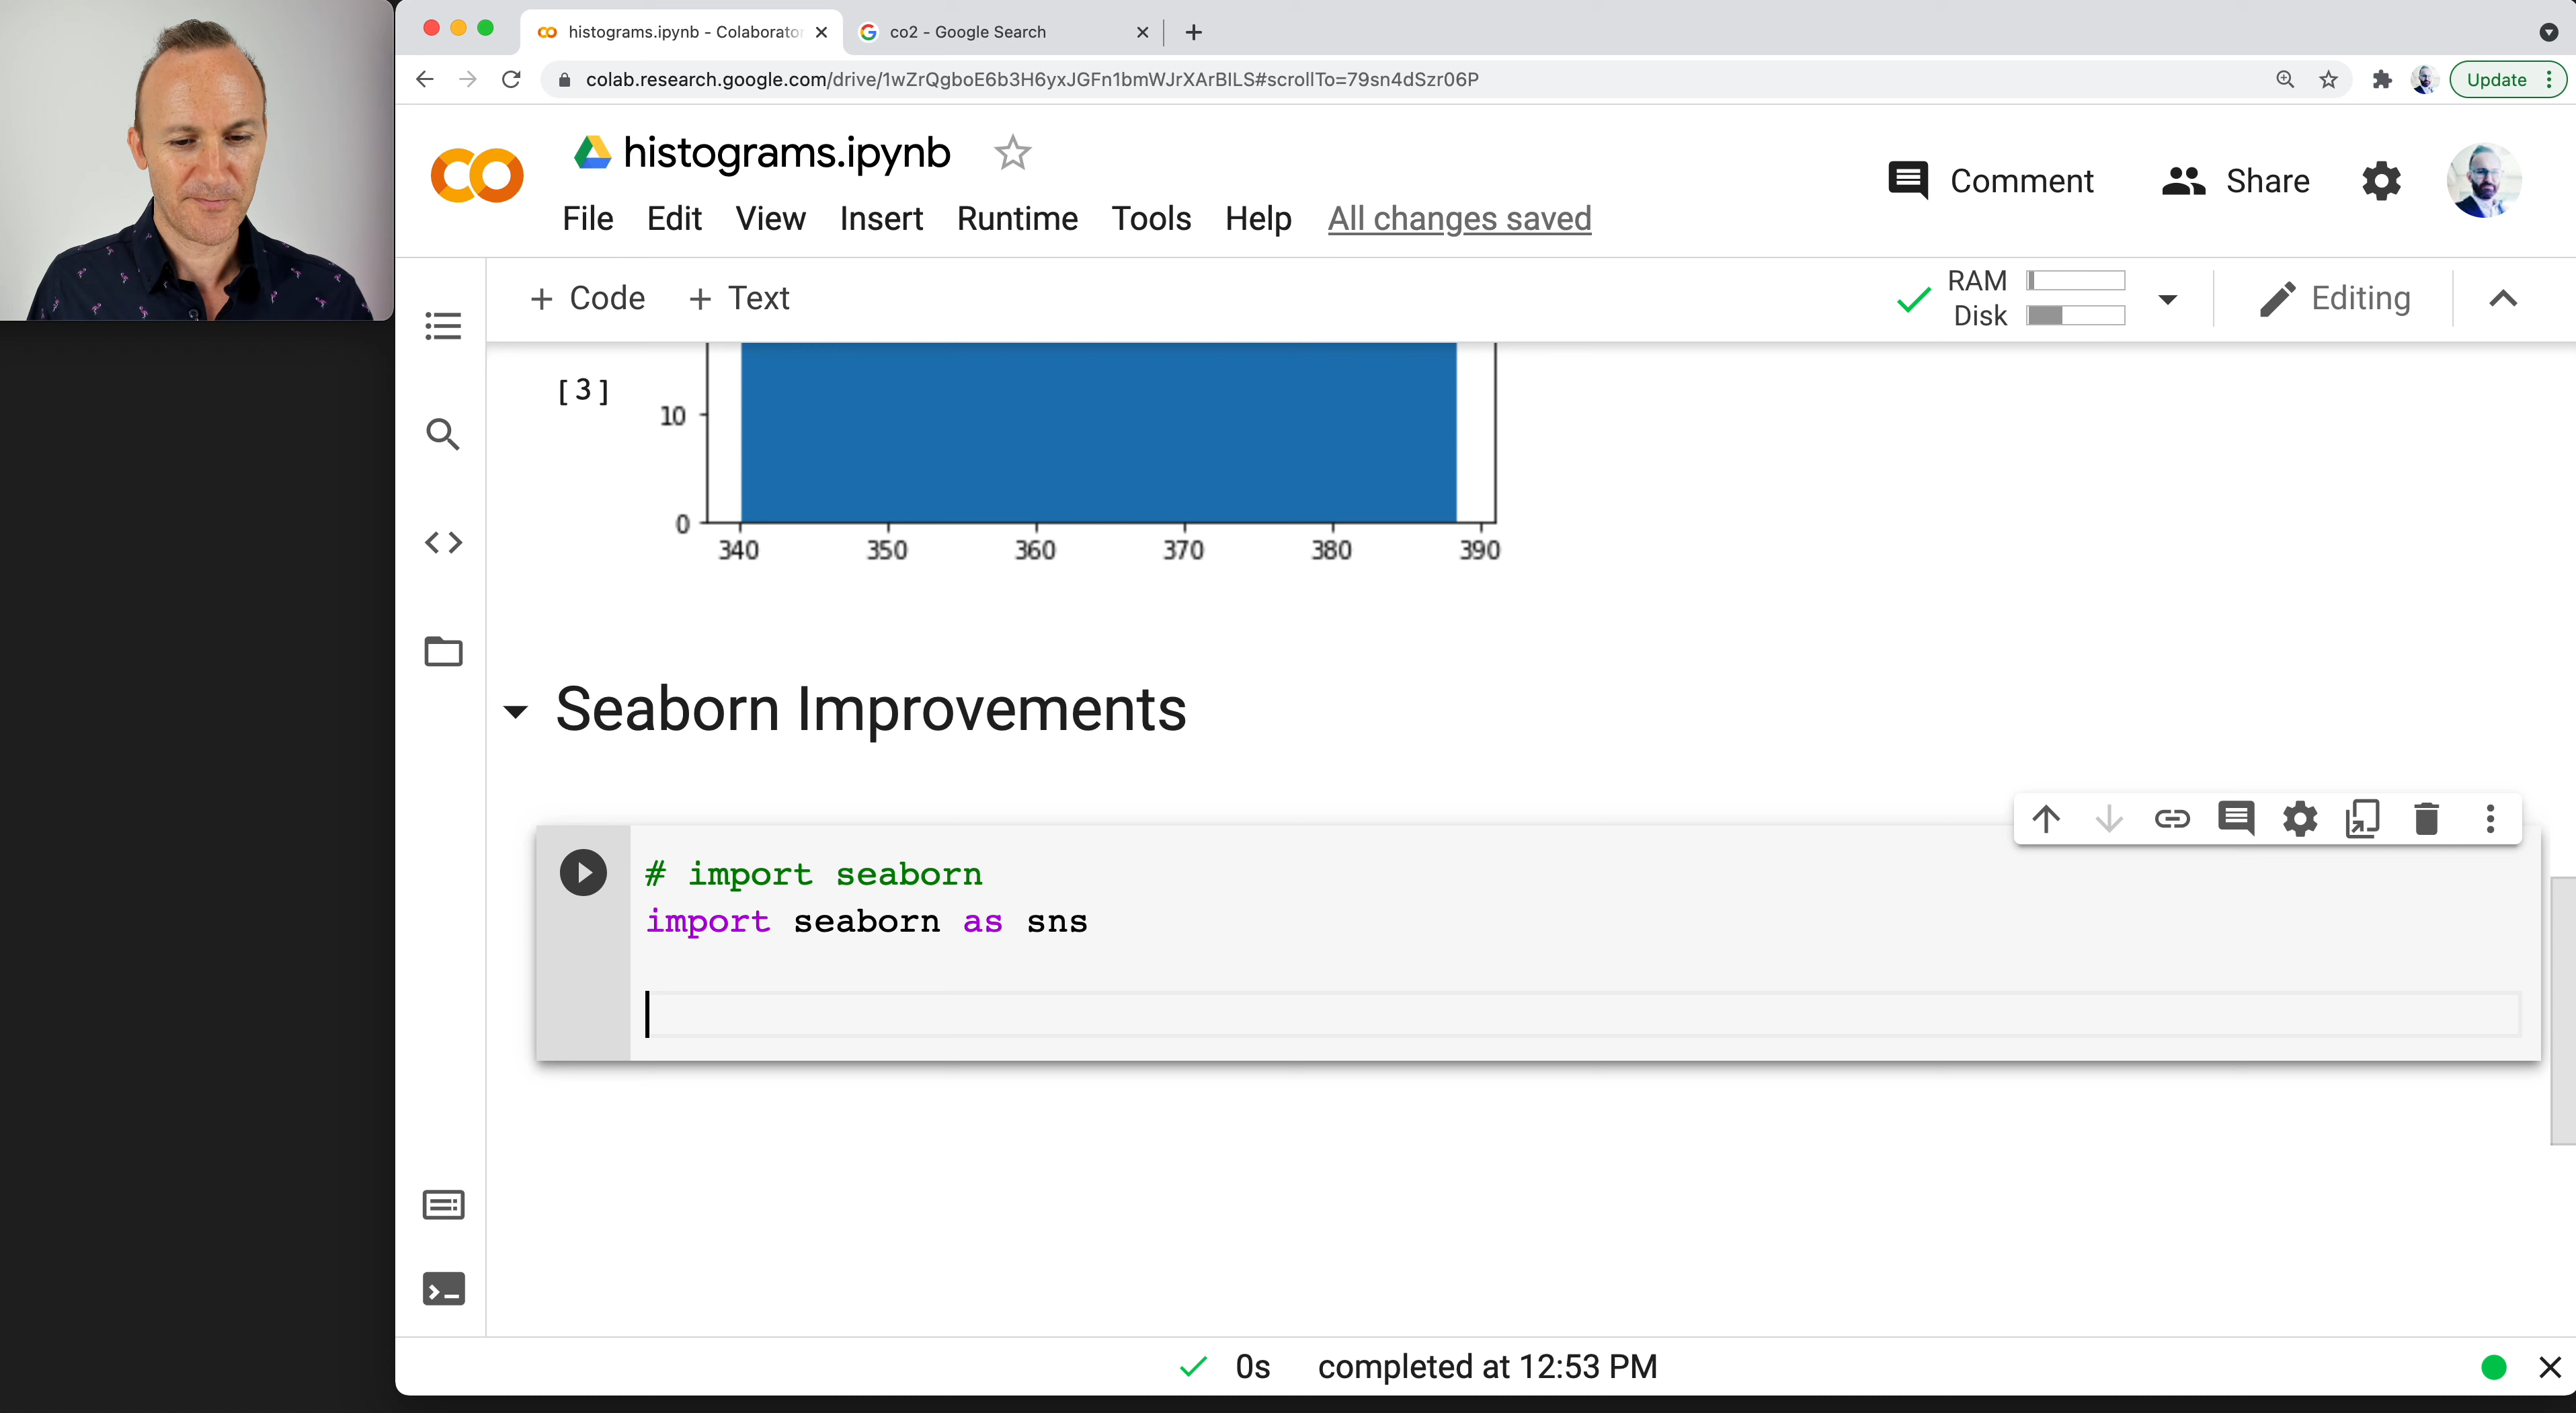 histograms.ipynb - Colaborator
co2 - Google Search
colab.research.google.com/drive/1wZrQgboE6b3H6yxJGFn1bmWJrXArBILS#scrollTo=79sn4dSzr06P
Update
histograms.ipynb
Comment
Share
File Edit View Insert Runtime Tools Help All changes saved
+ Code + Text
RAM
Disk
Editing
[3]
10
0
340 350 360 370 380 390
Seaborn Improvements
# import seaborn
import seaborn as sns
0s completed at 12:53 PM